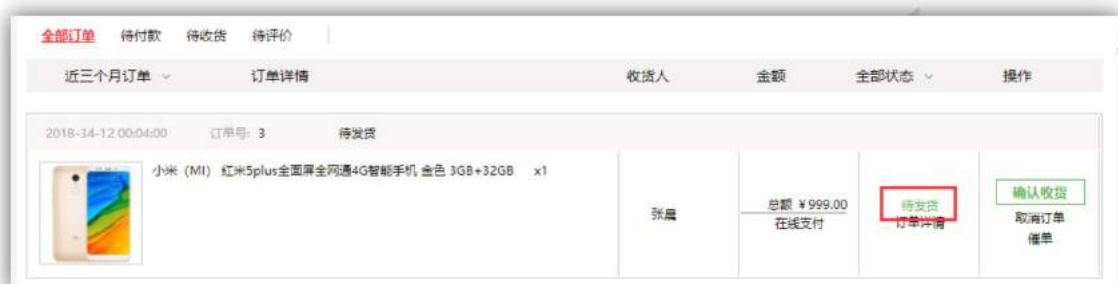 全部订单 待付款 待收货 待评价
近三个月订单 订单详情 收货人 金额 全部状态 操作
2018-34-12 00:04:00 订单号: 3 待发货
小米（MI） 红米5plus全面屏全网通4G智能手机 金色 3GB+32GB x1
张晨
总额 ¥999.00
在线支付
待发货
订单详情
确认收货
取消订单
催单